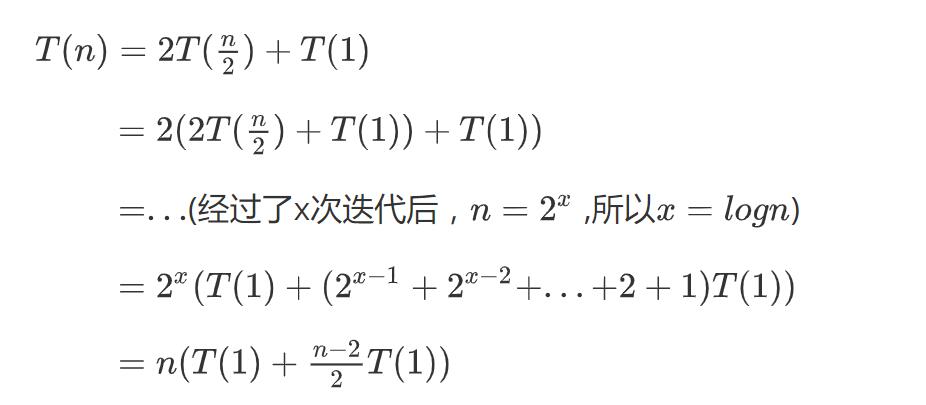 T(n) = 2T(\frac{n}{2}) + T(1)
= 2(2T(\frac{n}{2}) + T(1)) + T(1))
=...(经过了x次迭代后，n = 2^x ,所以x = logn)
= 2^x (T(1) + (2^{x-1} + 2^{x-2} +...+2 + 1)T(1))
= n(T(1) + \frac{n-2}{2}T(1))